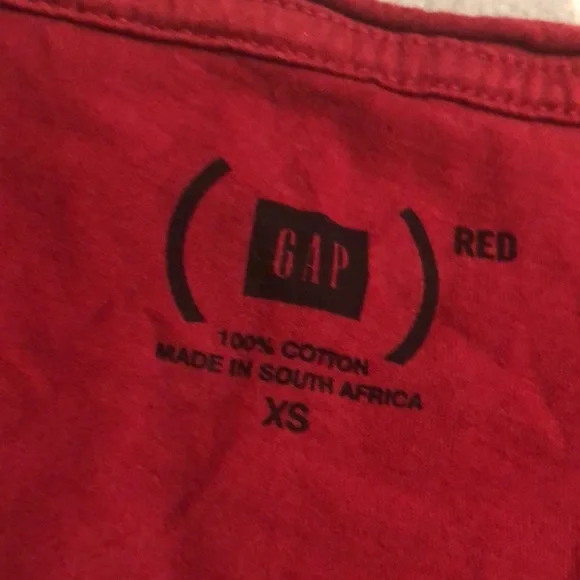 ( GAP ) RED
100% COTTON
MADE IN SOUTH AFRICA
XS